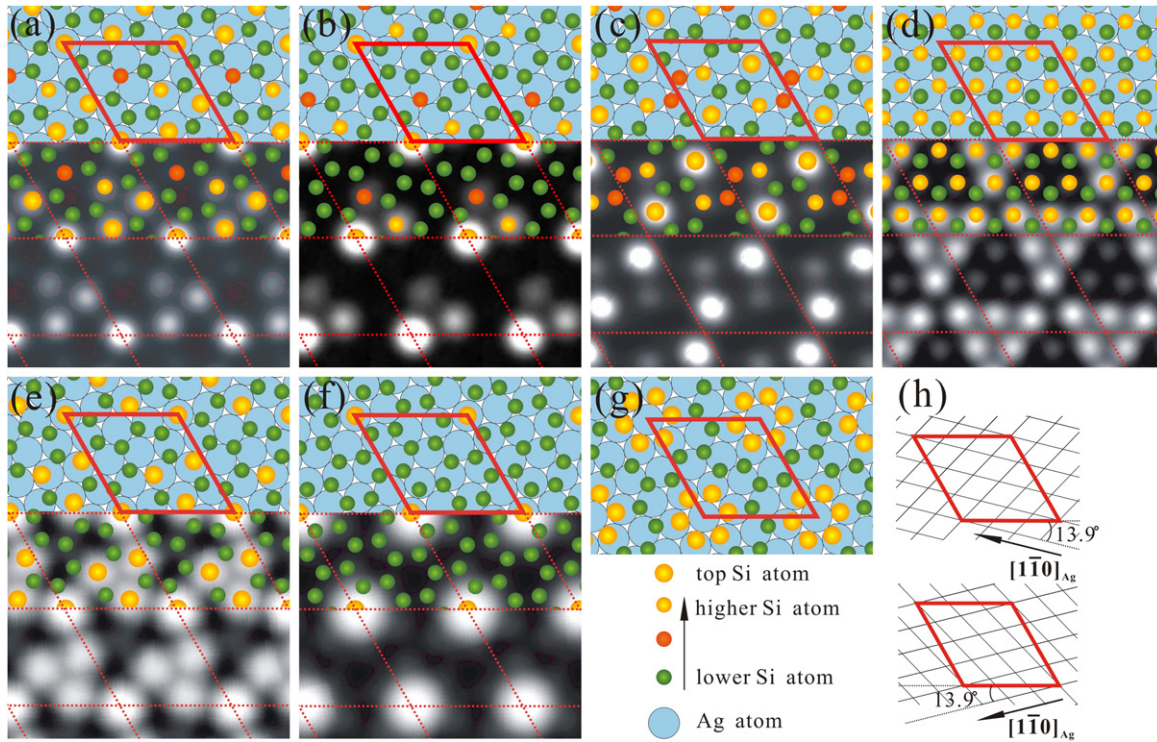 (a)
(b)
(c)
(d)
(e)
(f)
(g)
(h)
top Si atom
higher Si atom
lower Si atom
Ag atom
13.9°
[11̅0]Ag
13.9°
[11̅0]Ag